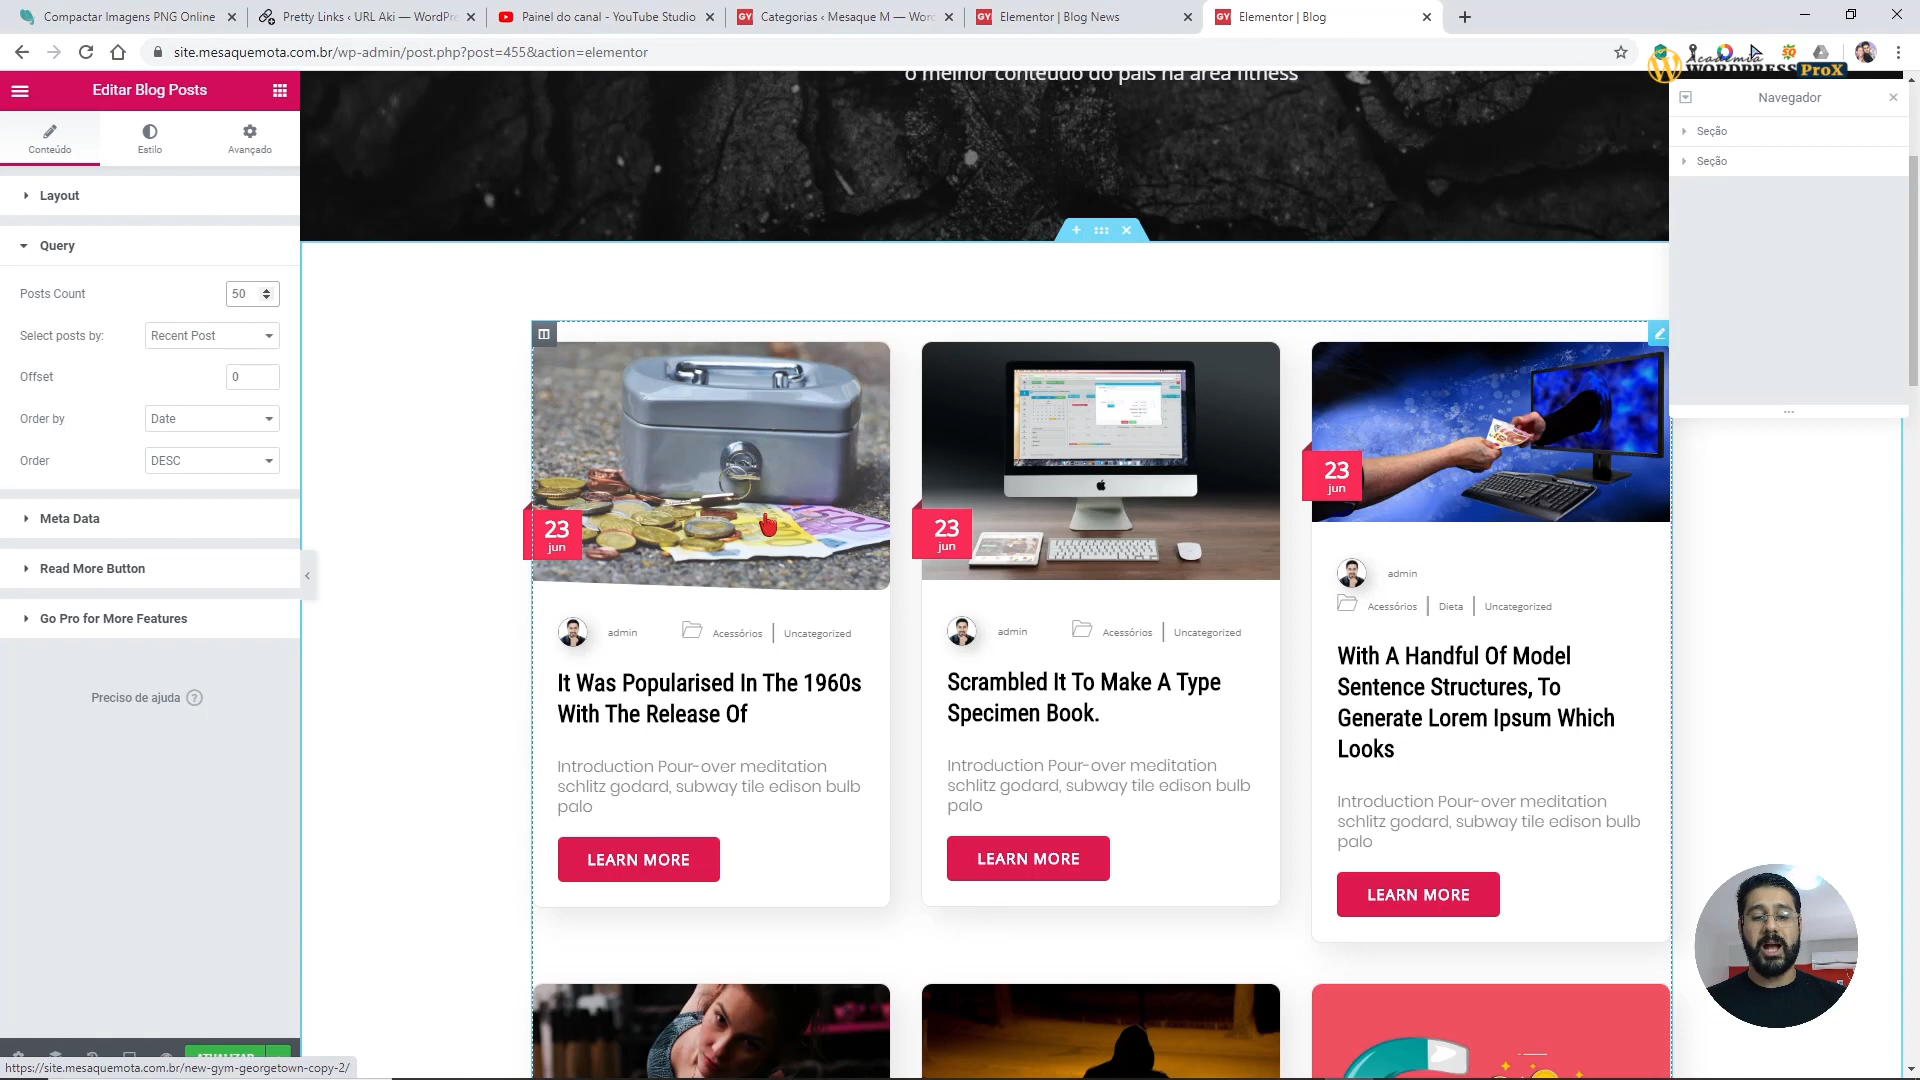 Compactar Imagens PNG Online
Pretty Links ‹ URL Aki — WordPre
Painel do canal - YouTube Studio
GY Categorias ‹ Mesaque M — Word
GY Elementor | Blog News
GY Elementor | Blog
site.mesaquemota.com.br/wp-admin/post.php?post=455&action=elementor
Academia
WORDPRESS ProX
Editar Blog Posts
Conteúdo
Estilo
Avançado
Layout
Query
Posts Count
50
Select posts by:
Recent Post
Offset
0
Order by
Date
Order
DESC
Meta Data
Read More Button
Go Pro for More Features
Preciso de ajuda ?
ATUALIZAR
https://site.mesaquemota.com.br/new-gym-georgetown-copy-2/
o melhor conteúdo do país na área fitness
Navegador
Seção
Seção
23
jun
admin
Acessórios | Uncategorized
It Was Popularised In The 1960s
With The Release Of
Introduction Pour-over meditation
schlitz godard, subway tile edison bulb
palo
LEARN MORE
23
jun
admin
Acessórios | Uncategorized
Scrambled It To Make A Type
Specimen Book.
Introduction Pour-over meditation
schlitz godard, subway tile edison bulb
palo
LEARN MORE
23
jun
admin
Acessórios | Dieta | Uncategorized
With A Handful Of Model
Sentence Structures, To
Generate Lorem Ipsum Which
Looks
Introduction Pour-over meditation
schlitz godard, subway tile edison bulb
palo
LEARN MORE